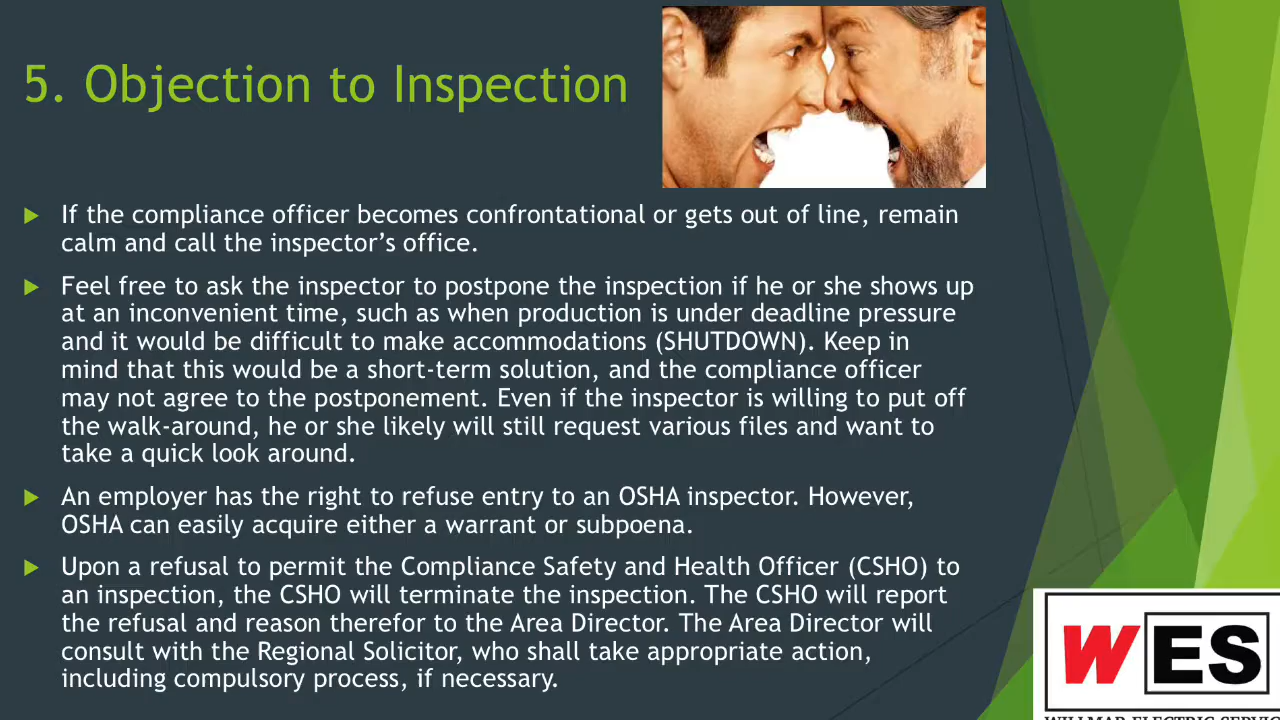 5. Objection to Inspection
If the compliance officer becomes confrontational or gets out of line, remain
calm and call the inspector’s office.
Feel free to ask the inspector to postpone the inspection if he or she shows up
at an inconvenient time, such as when production is under deadline pressure
and it would be difficult to make accommodations (SHUTDOWN). Keep in
mind that this would be a short-term solution, and the compliance officer
may not agree to the postponement. Even if the inspector is willing to put off
the walk-around, he or she likely will still request various files and want to
take a quick look around.
An employer has the right to refuse entry to an OSHA inspector. However,
OSHA can easily acquire either a warrant or subpoena.
Upon a refusal to permit the Compliance Safety and Health Officer (CSHO) to
an inspection, the CSHO will terminate the inspection. The CSHO will report
the refusal and reason therefor to the Area Director. The Area Director will
consult with the Regional Solicitor, who shall take appropriate action,
including compulsory process, if necessary.
WES